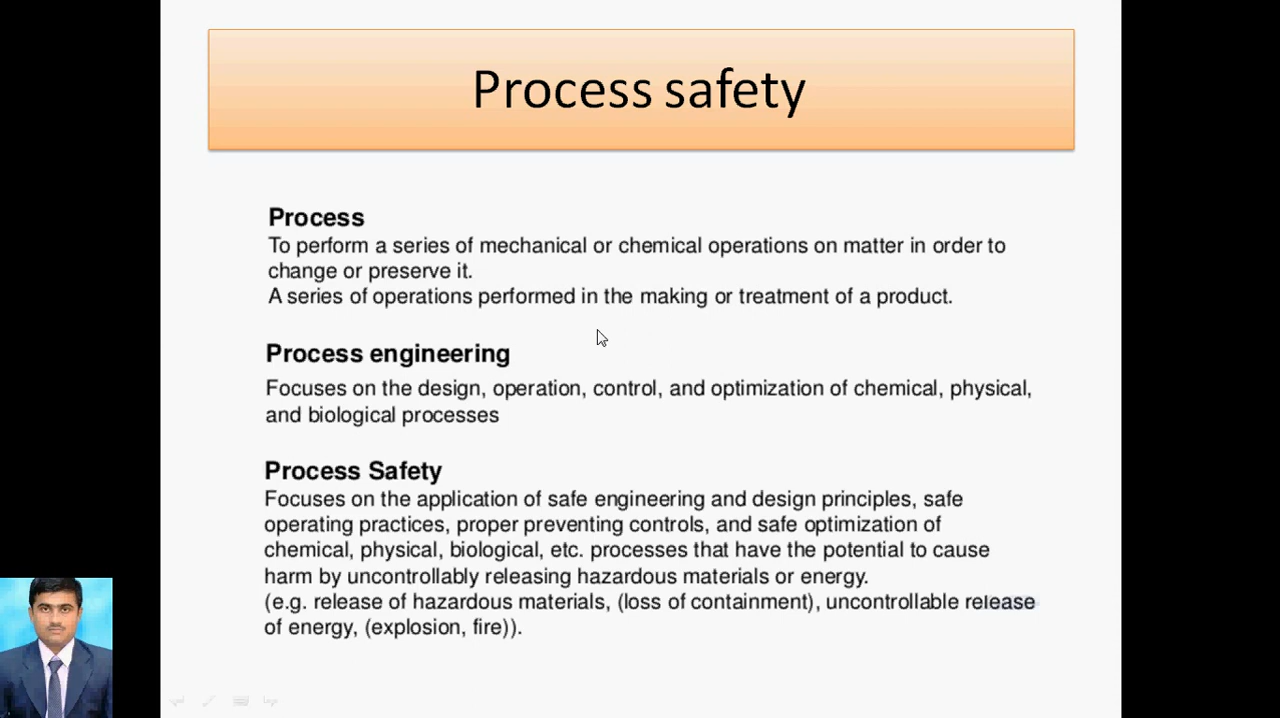 Process safety
Process
To perform a series of mechanical or chemical operations on matter in order to
change or preserve it.
A series of operations performed in the making or treatment of a product.
Process engineering
Focuses on the design, operation, control, and optimization of chemical, physical,
and biological processes
Process Safety
Focuses on the application of safe engineering and design principles, safe
operating practices, proper preventing controls, and safe optimization of
chemical, physical, biological, etc. processes that have the potential to cause
harm by uncontrollably releasing hazardous materials or energy.
(e.g. release of hazardous materials, (loss of containment), uncontrollable release
of energy, (explosion, fire)).